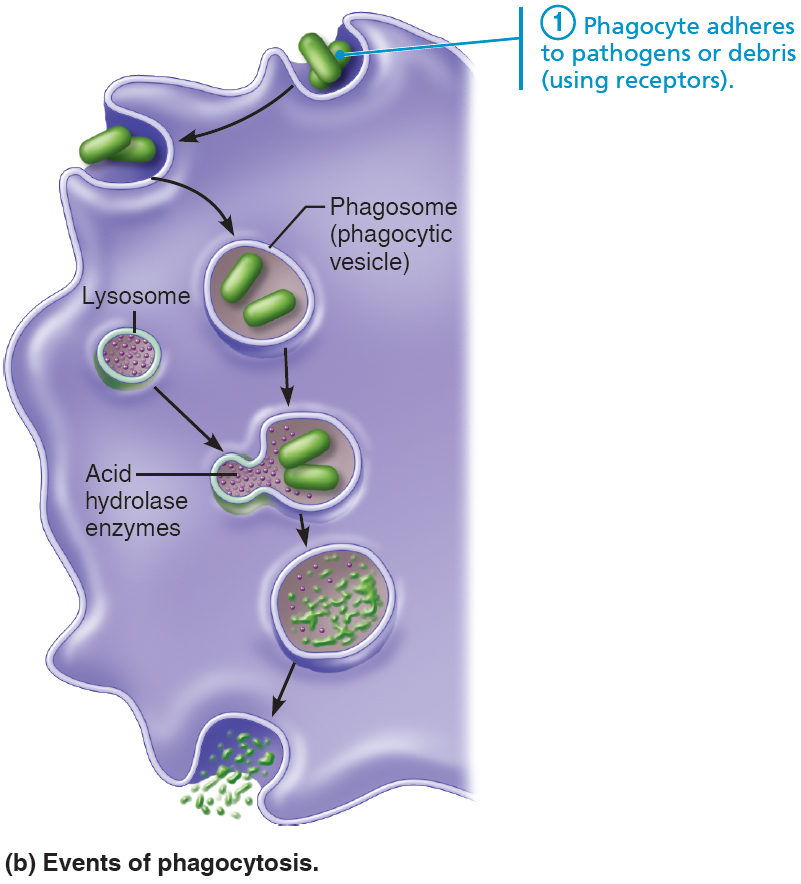 ① Phagocyte adheres
to pathogens or debris
(using receptors).
Phagosome
(phagocytic
vesicle)
Lysosome
Acid
hydrolase
enzymes
(b) Events of phagocytosis.